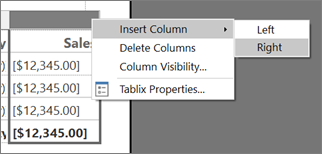 Insert Column
Left
Sales
Delete Columns
Right
[$12,345.00]
Column Visibility...
[$12,345.00]
Tablix Properties...
[$12,345.00]
[$12,345.00]